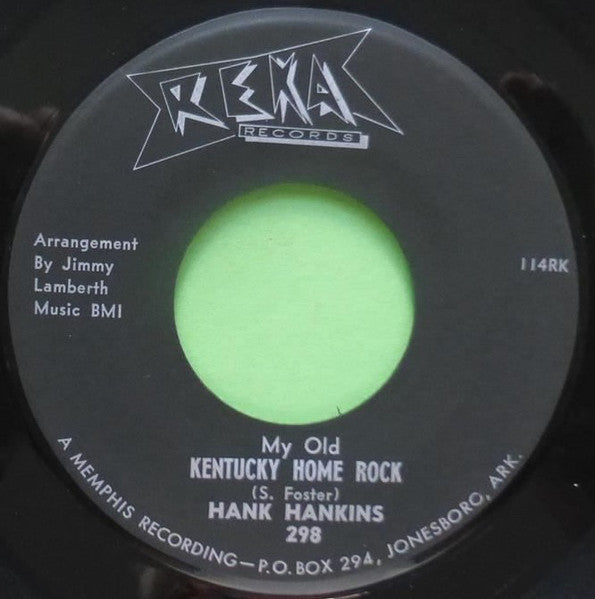 REKA
RECORDS
Arrangement
By Jimmy
Lamberth
Music BMI
114RK
My Old
KENTUCKY HOME ROCK
(S. Foster)
HANK HANKINS
298
A MEMPHIS RECORDING—P.O. BOX 294, JONESBORO, ARK.